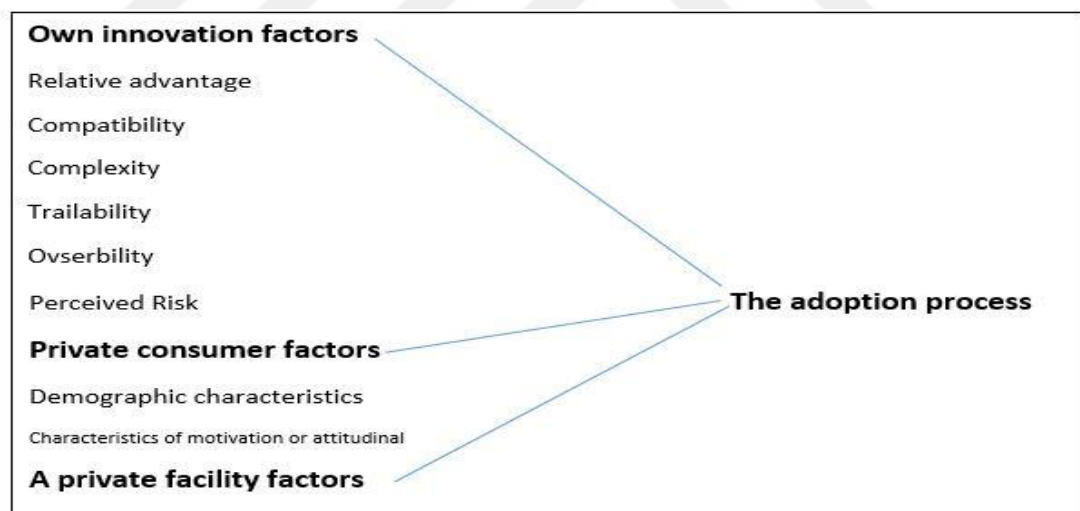 Own innovation factors
Relative advantage
Compatibility
Complexity
Trailability
Ovserbility
Perceived Risk
The adoption process
Private consumer factors
Demographic characteristics
Characteristics of motivation or attitudinal
A private facility factors